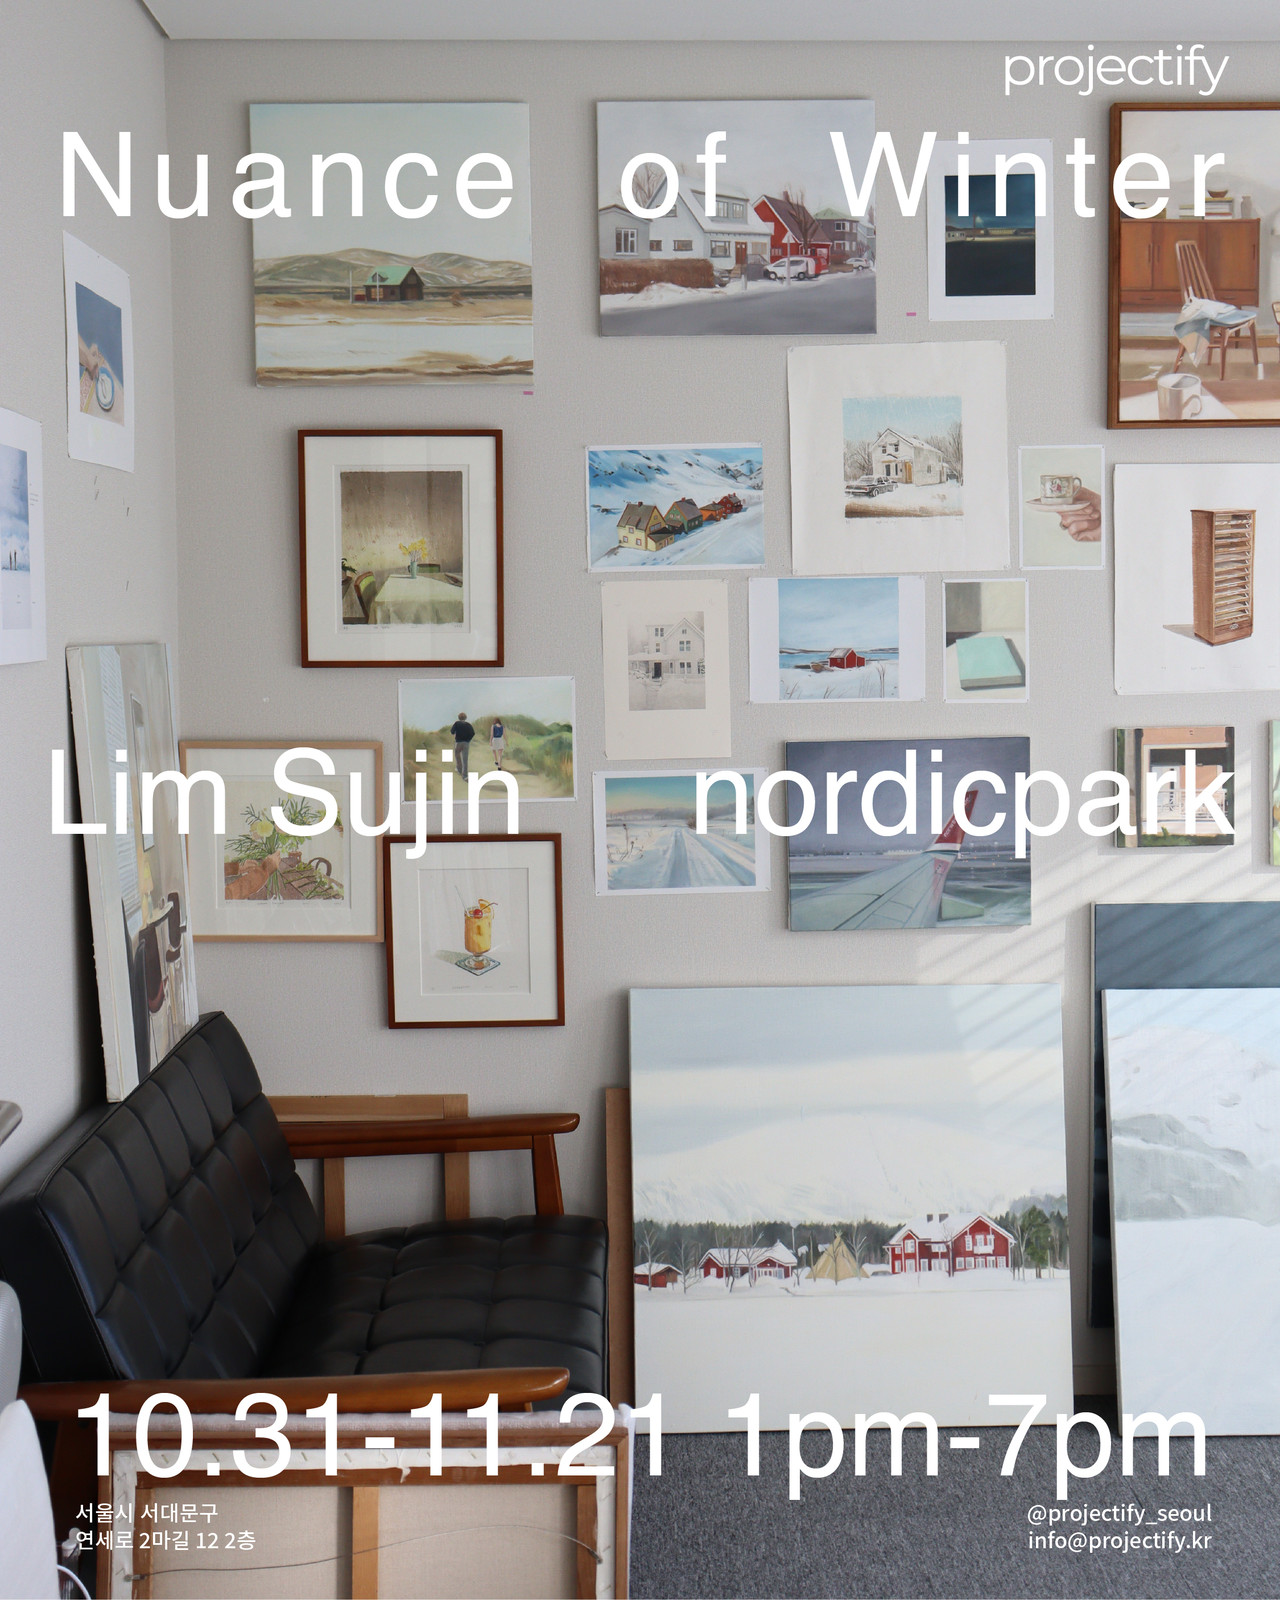 projectify
Nuance of Winter
Lim Sujin nordicpark
10.31-11.21 1pm-7pm
서울시 서대문구
연세로 2마길 12 2층
@projectify_seoul
info@projectify.kr